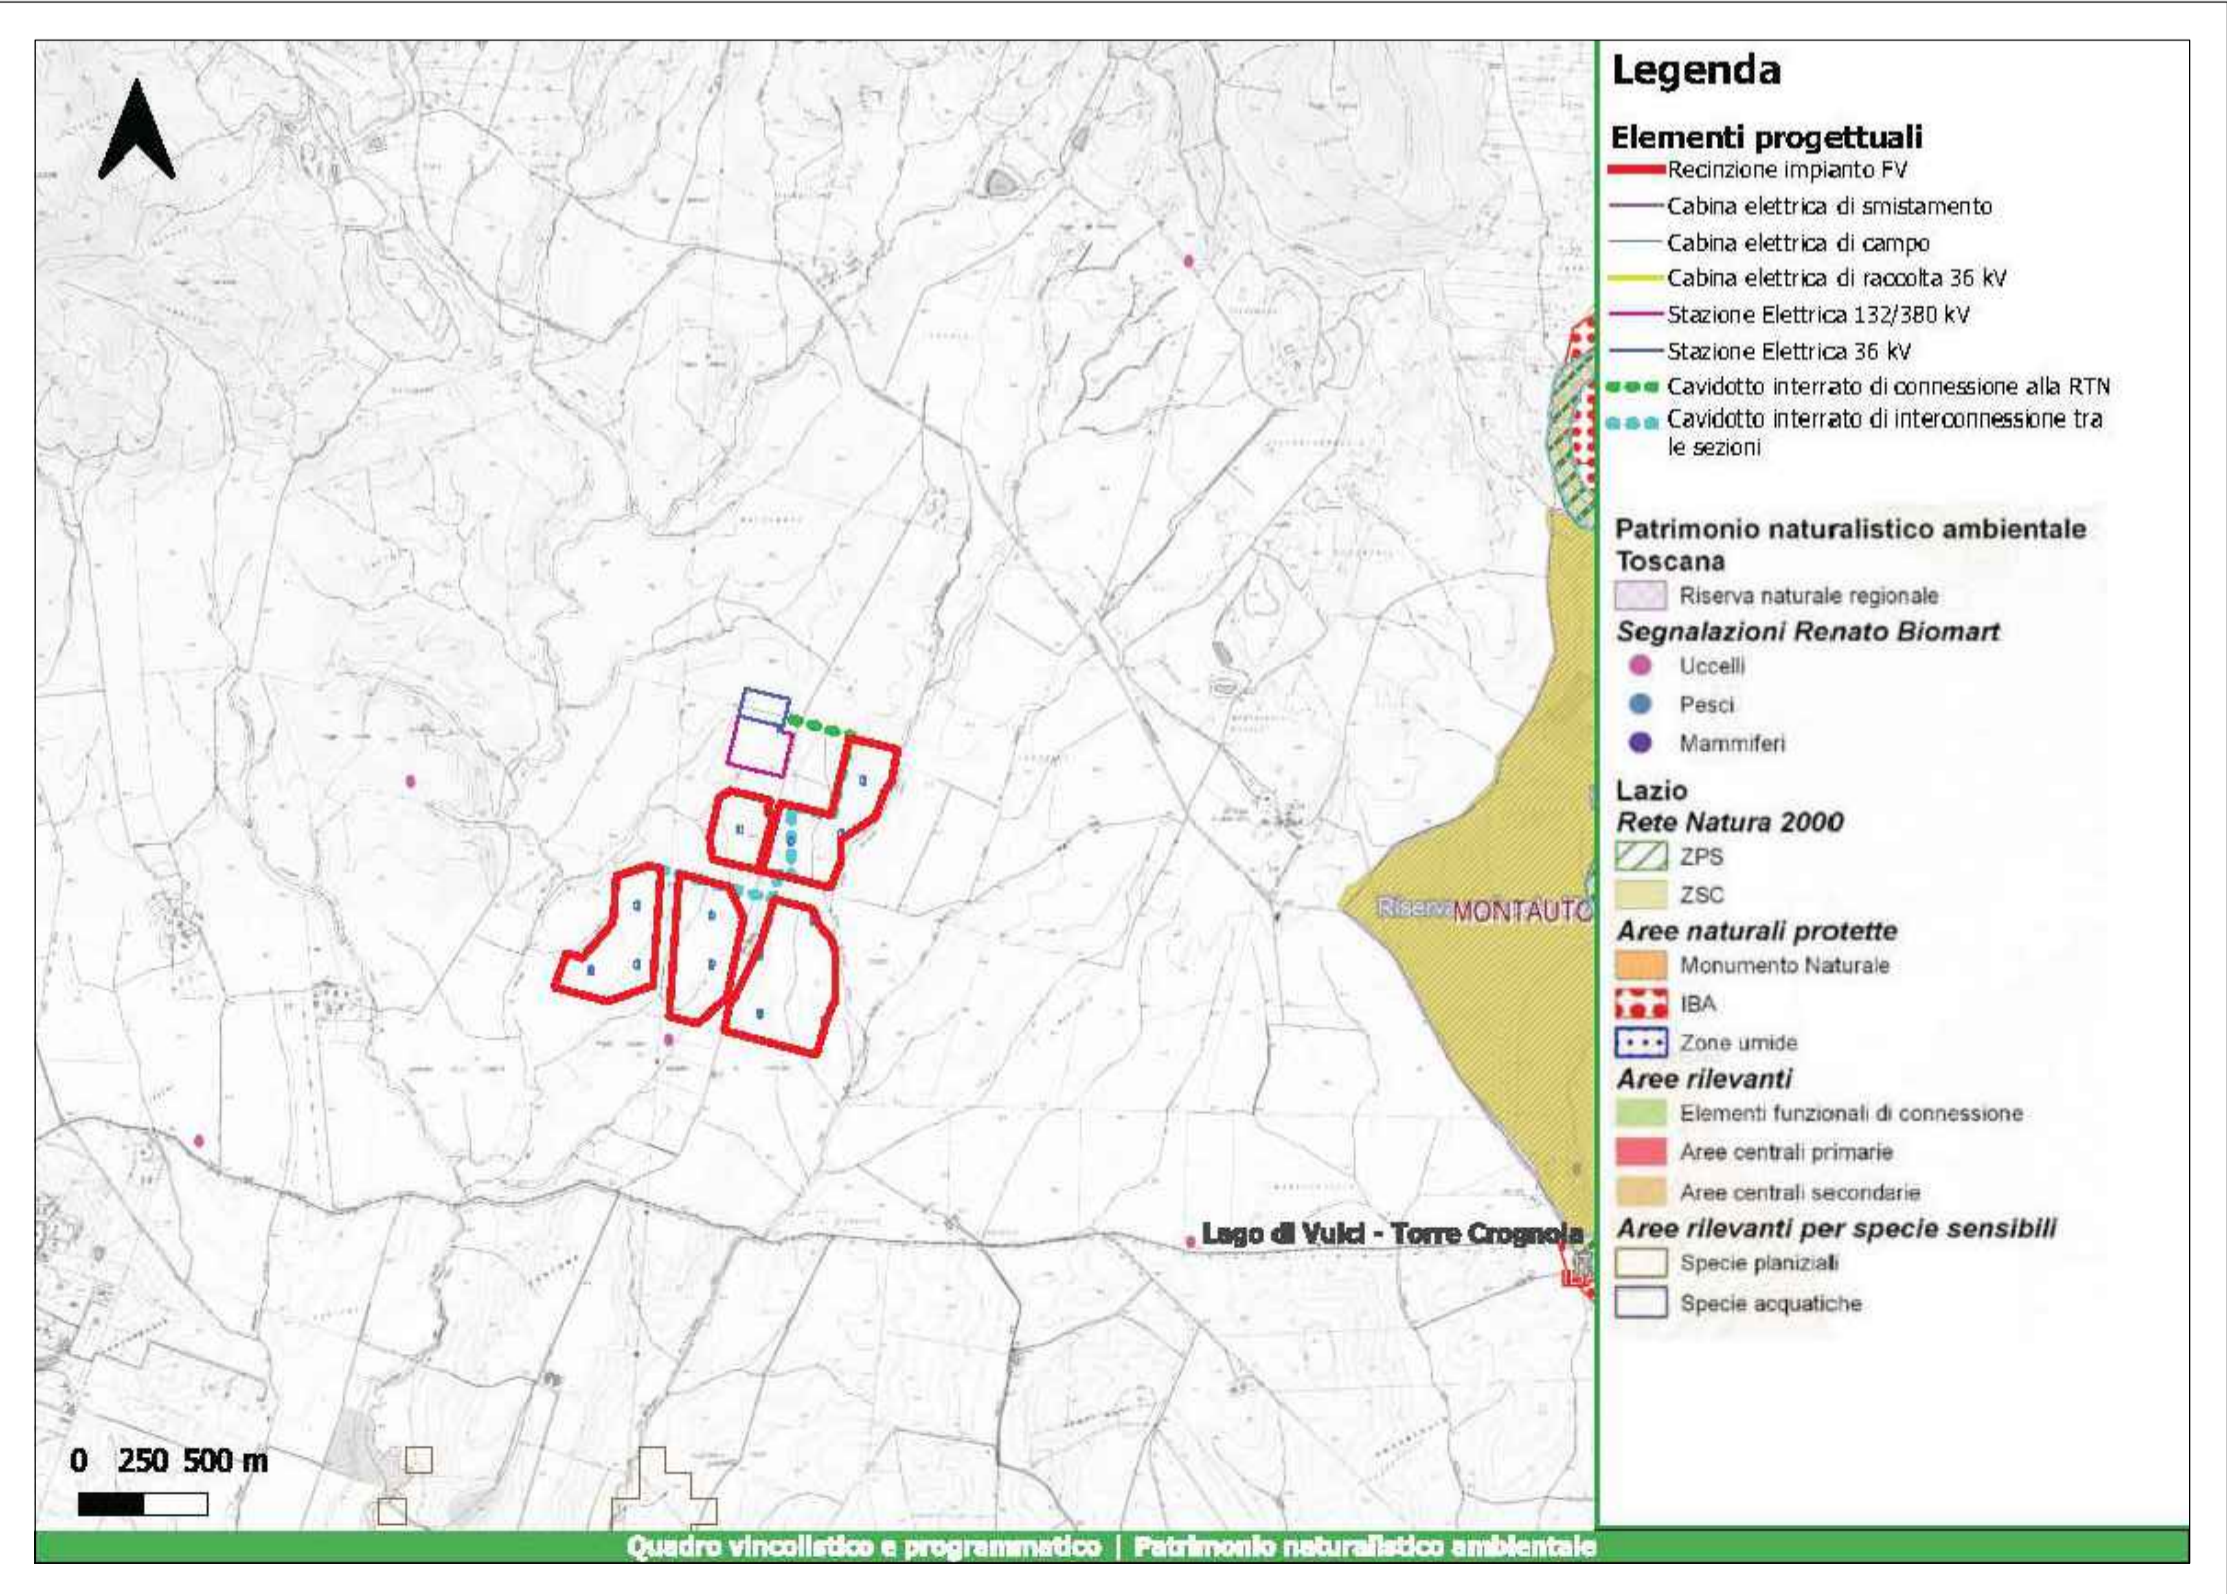 Legenda
Elementi progettuali
Recinzione impianto FV
Cabina elettrica di smistamento
Cabina elettrica di campo
Cabina elettrica di raccolta 36 kV
Stazione Elettrica 132/380 kV
Stazione Elettrica 36 kV
Cavidotto interrato di connessione alla RTN
Cavidotto interrato di interconnessione tra
le sezioni
Patrimonio naturalistico ambientale
Toscana
Riserva naturale regionale
Segnalazioni Renato Biomart
Uccelli
Pesci
Mammiferi
Lazio
Rete Natura 2000
ZPS
ZSC
Aree naturali protette
Monumento Naturale
IBA
Zone umide
Aree rilevanti
Elementi funzionali di connessione
Aree centrali primarie
Aree centrali secondarie
Aree rilevanti per specie sensibili
Specie planiziali
Specie acquatiche
MONTAUTO
Lago di Vulci - Torre Crognola
0 250 500 m
Quadro vincolistico e programmatico | Patrimonio naturalistico ambientale